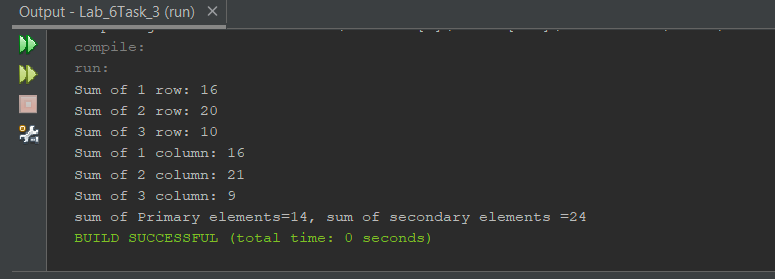 Output - Lab_6Task_3 (run)
compile:
run:
Sum of 1 row: 16
Sum of 2 row: 20
Sum of 3 row: 10
Sum of 1 column: 16
Sum of 2 column: 21
Sum of 3 column: 9
sum of Primary elements=14, sum of secondary elements =24
BUILD SUCCESSFUL (total time: 0 seconds)